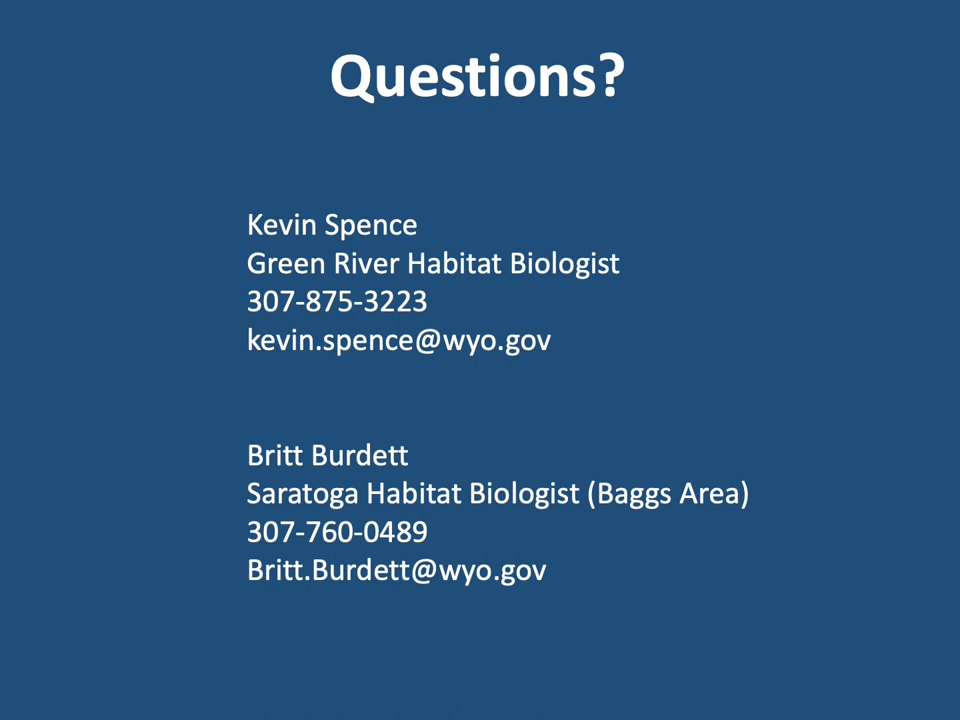 Questions?
Kevin Spence
Green River Habitat Biologist
307-875-3223
kevin.spence@wyo.gov
Britt Burdett
Saratoga Habitat Biologist (Baggs Area)
307-760-0489
Britt.Burdett@wyo.gov